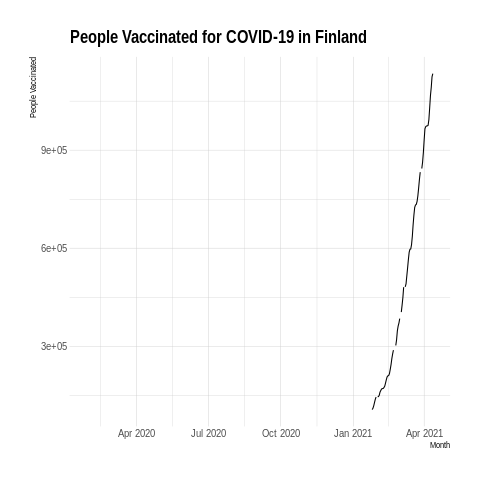 People Vaccinated for COVID-19 in Finland
People Vaccinated
9e+05
6e+05
3e+05
Apr 2020 Jul 2020 Oct 2020 Jan 2021 Apr 2021
Month